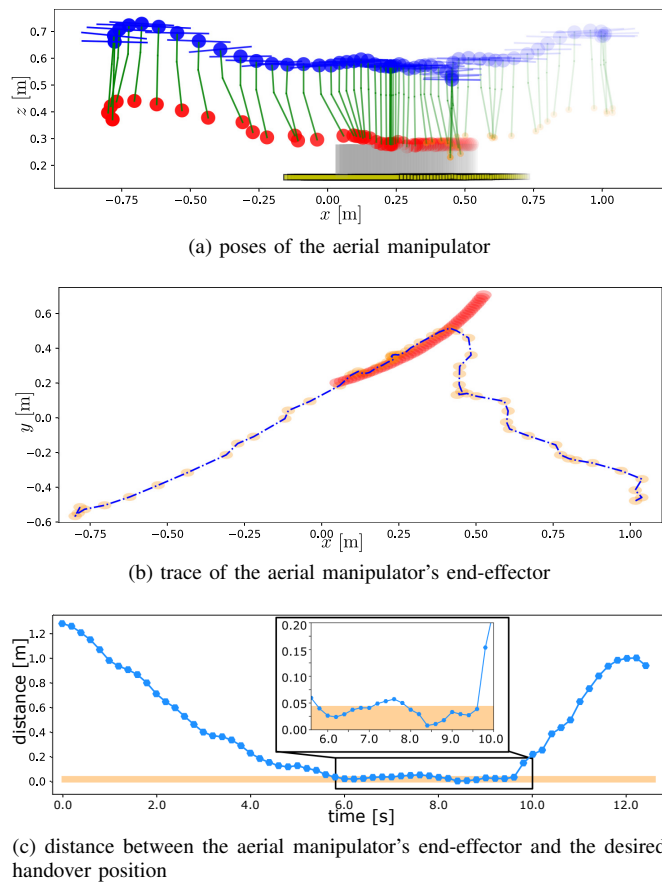 0.7
0.6
0.5
0.4
0.3
0.2
z [m]
−0.75 −0.50 −0.25 0.00 0.25 0.50 0.75 1.00
x [m]
(a) poses of the aerial manipulator
0.6
0.4
0.2
0.0
−0.2
−0.4
−0.6
y [m]
−0.75 −0.50 −0.25 0.00 0.25 0.50 0.75 1.00
x [m]
(b) trace of the aerial manipulator's end-effector
1.2
1.0
0.8
0.6
0.4
0.2
0.0
distance [m]
0.20
0.15
0.10
0.05
0.00
6.0 7.0 8.0 9.0 10.0
0.0 2.0 4.0 6.0 8.0 10.0 12.0
time [s]
(c) distance between the aerial manipulator's end-effector and the desired
handover position